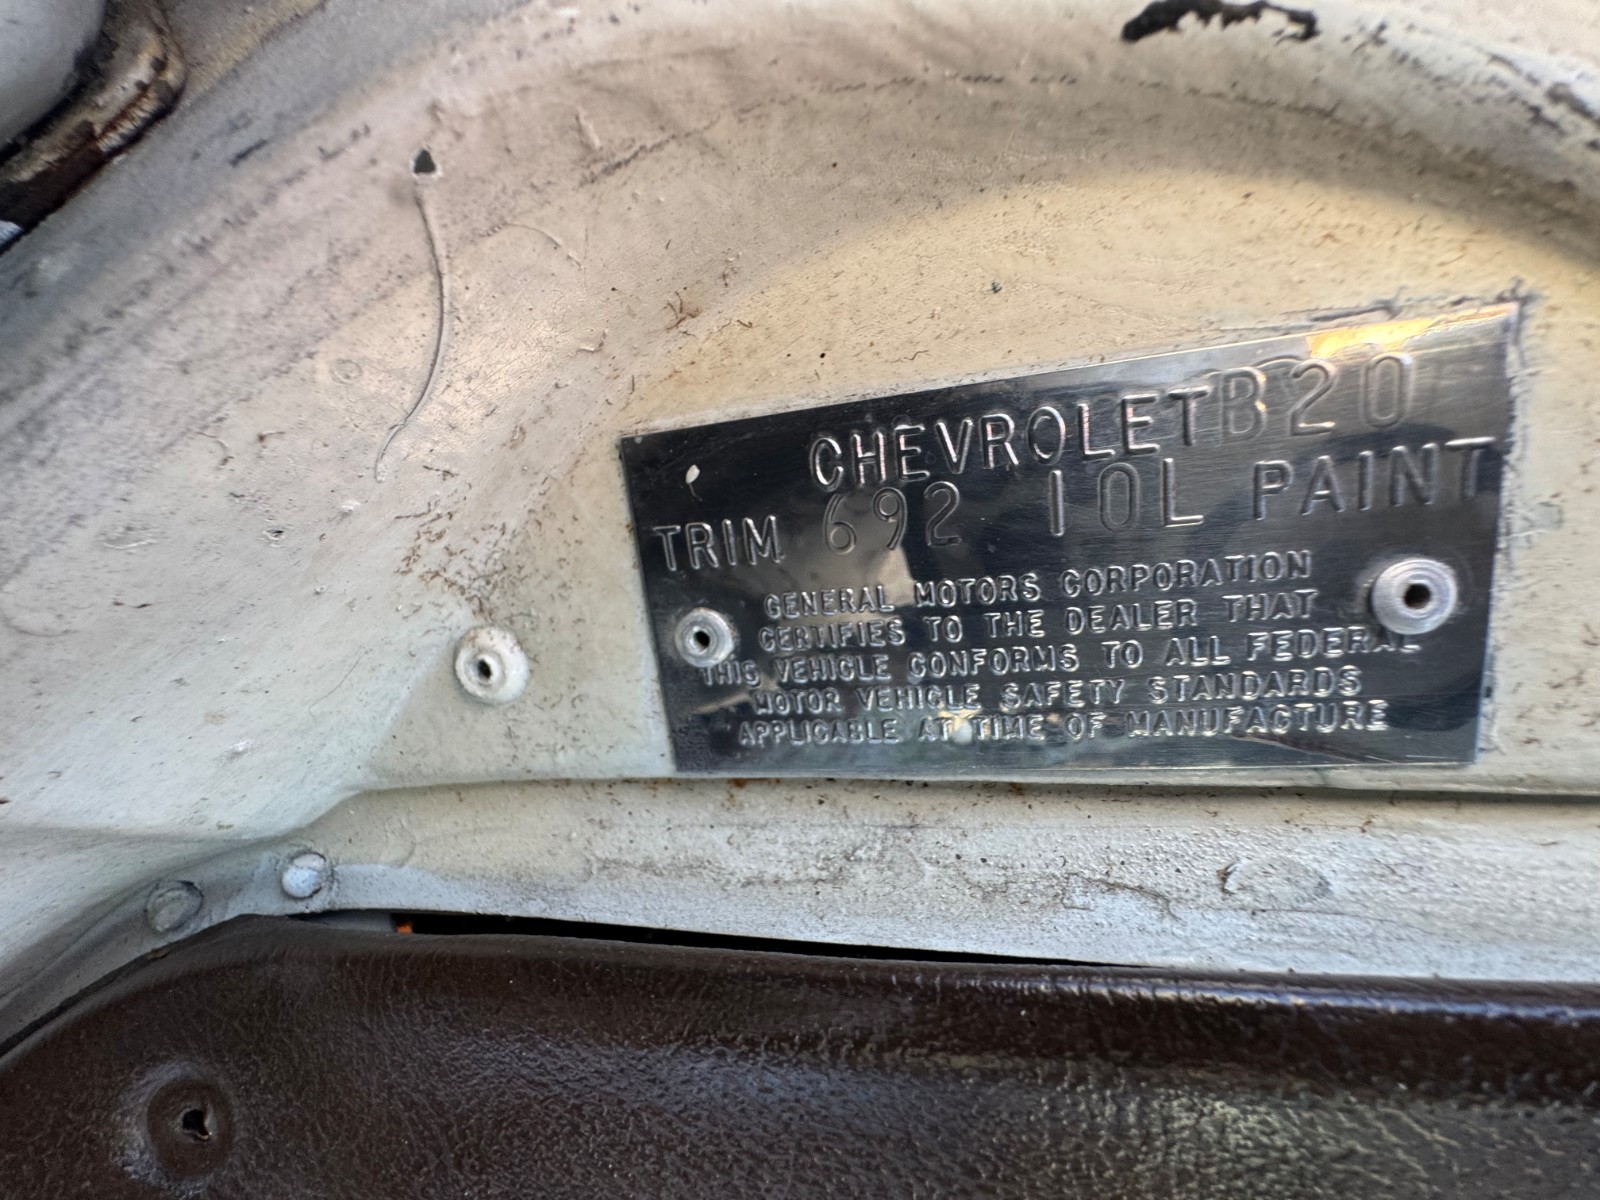 CHEVROLET B20
TRIM 692 10L PAINT
GENERAL MOTORS CORPORATION
CERTIFIES TO THE DEALER THAT
THIS VEHICLE CONFORMS TO ALL FEDERAL
MOTOR VEHICLE SAFETY STANDARDS
APPLICABLE AT TIME OF MANUFACTURE